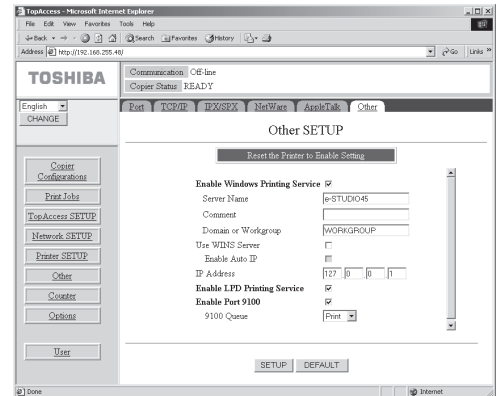 TopAccess - Microsoft Internet Explorer
File Edit View Favorites Tools Help
Back Search Favorites History
Address http://192.168.255.48/ Go Links »
TOSHIBA
Communication Off-line
Copier Status READY
English
CHANGE
Port TCP/IP IPX/SPX NetWare AppleTalk Other
Other SETUP
Reset the Printer to Enable Setting
Copier Configurations
Print Jobs
TopAccess SETUP
Network SETUP
Printer SETUP
Other
Counter
Options
User
Enable Windows Printing Service
Server Name e-STUDIO45
Comment
Domain or Workgroup WORKGROUP
Use WINS Server
Enable Auto IP
IP Address 127 0 0 1
Enable LPD Printing Service
Enable Port 9100
9100 Queue Print
SETUP DEFAULT
Done Internet